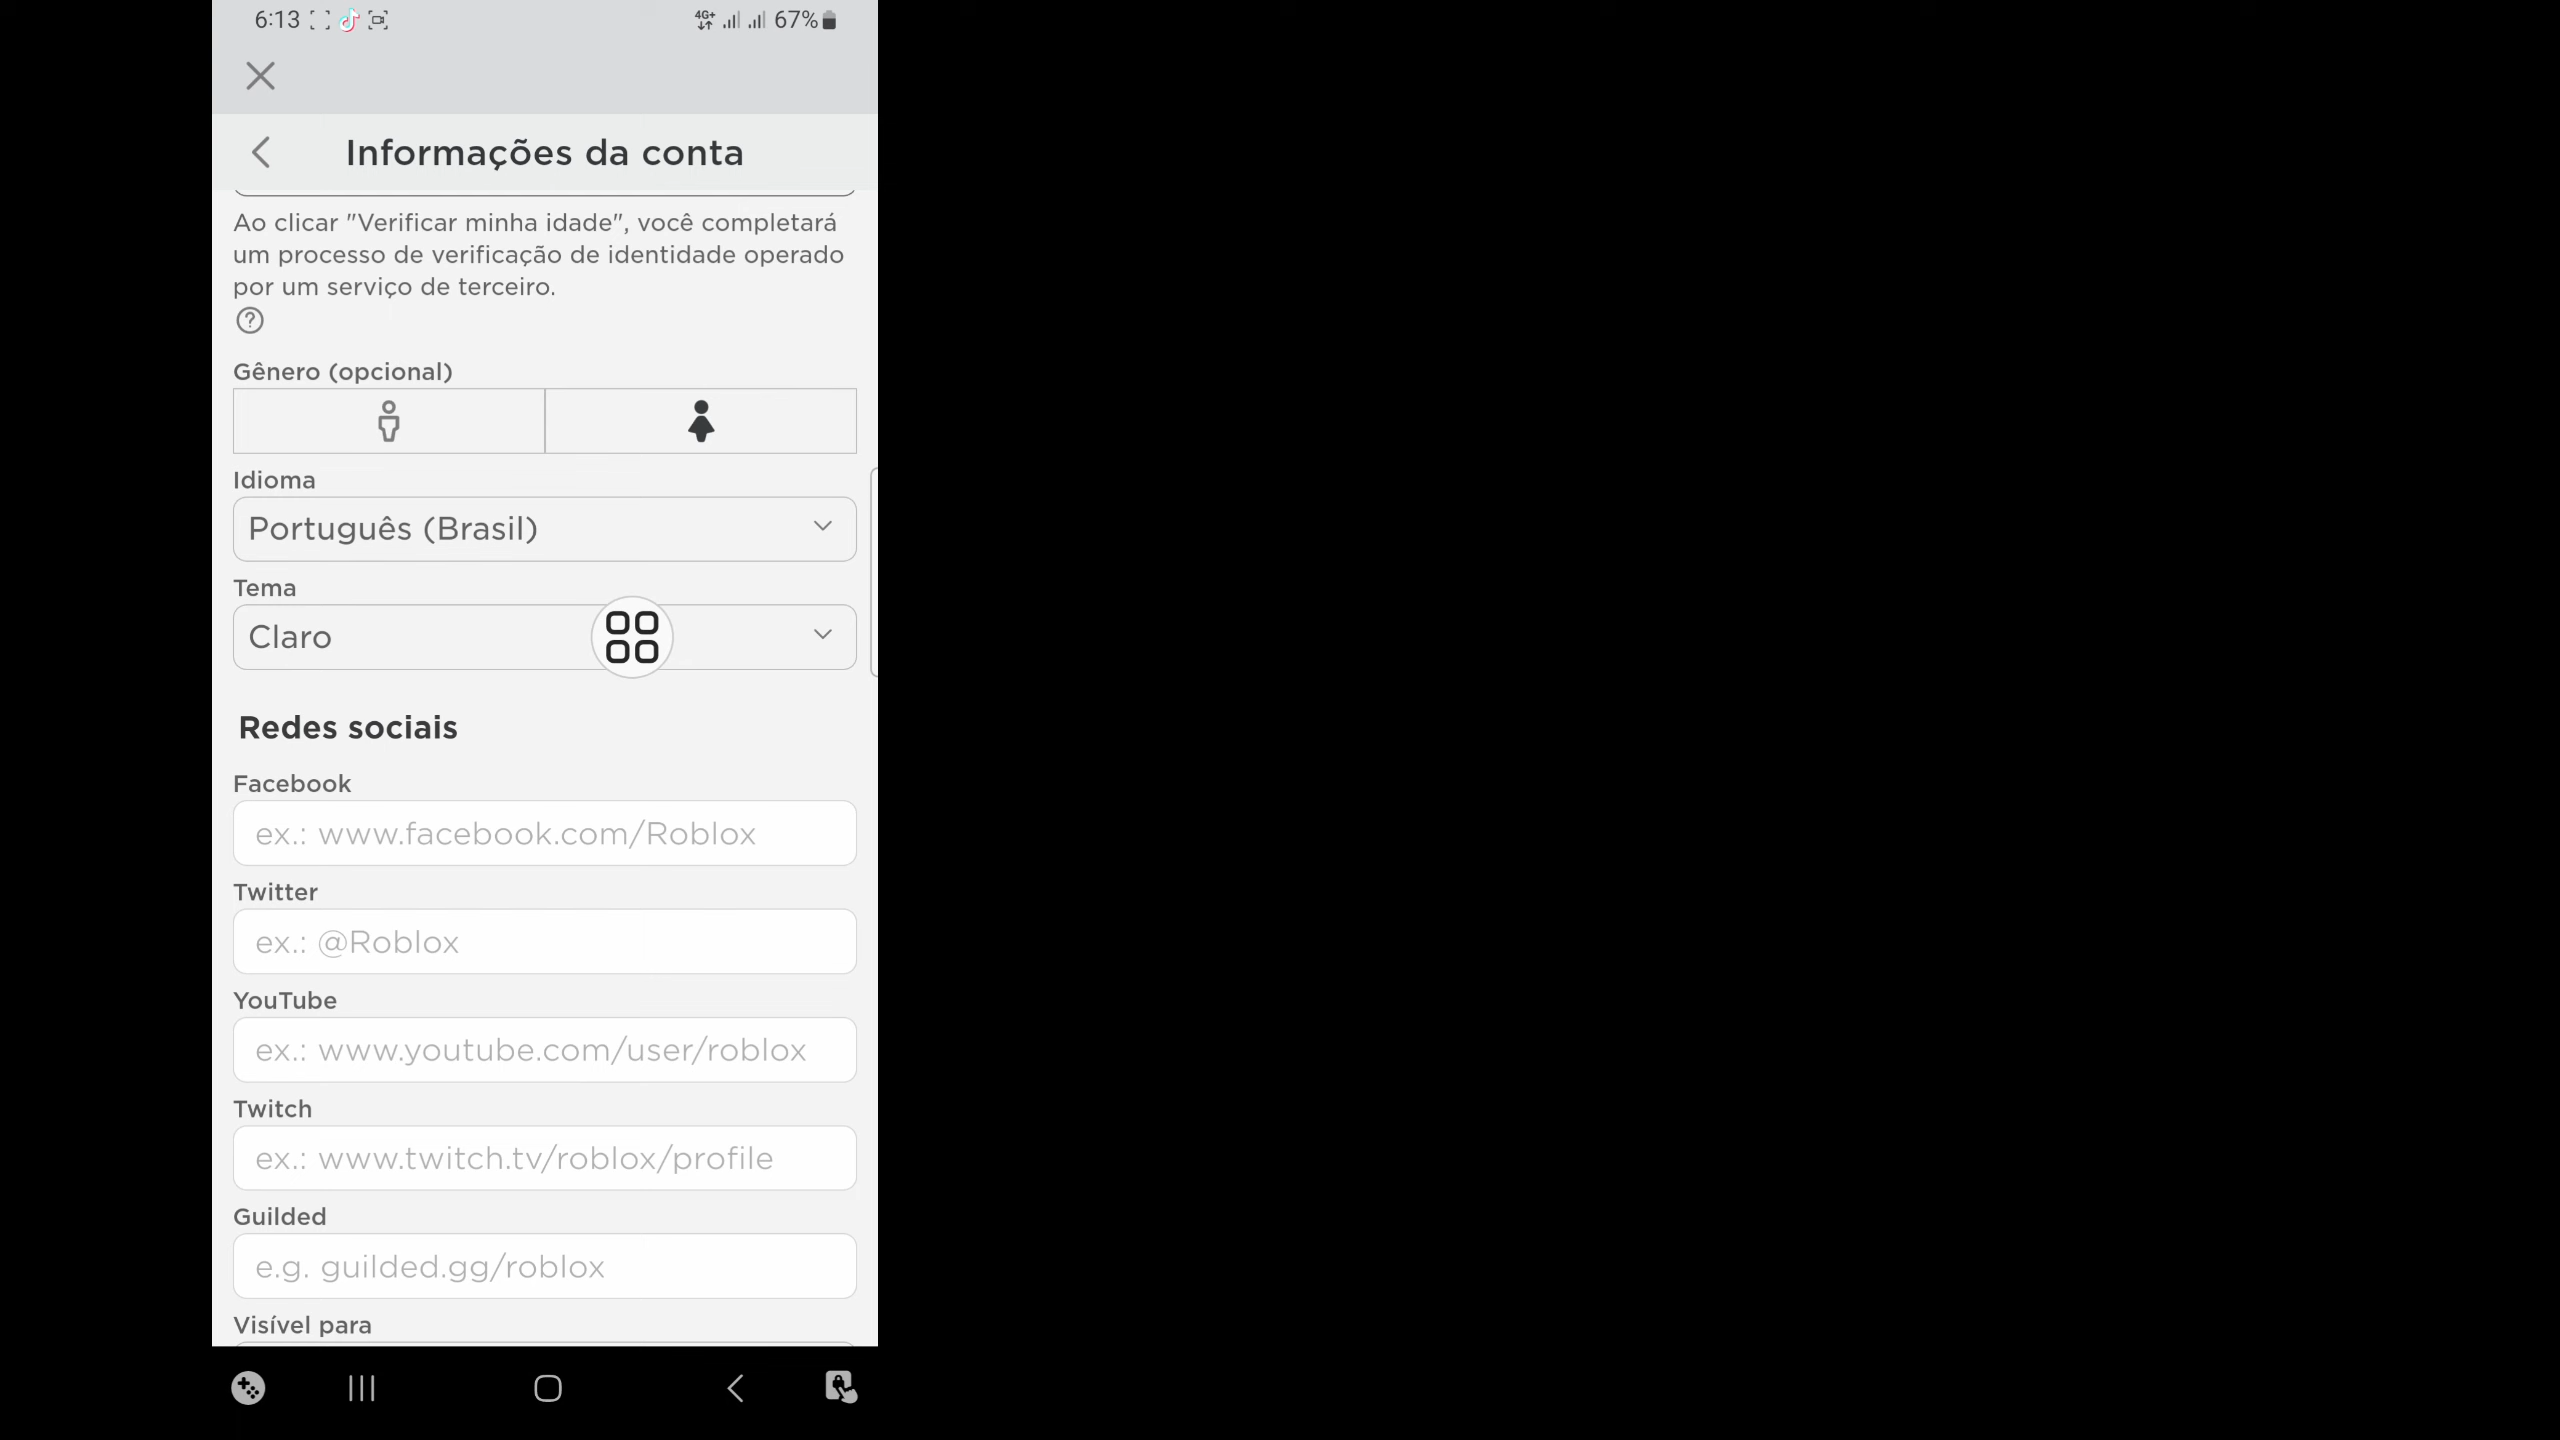 6:13
4G+ 67%
Informações da conta
Ao clicar "Verificar minha idade", você completará
um processo de verificação de identidade operado
por um serviço de terceiro.
Gênero (opcional)
Idioma
Português (Brasil)
Tema
Claro
Redes sociais
Facebook
ex.: www.facebook.com/Roblox
Twitter
ex.: @Roblox
YouTube
ex.: www.youtube.com/user/roblox
Twitch
ex.: www.twitch.tv/roblox/profile
Guilded
e.g. guilded.gg/roblox
Visível para